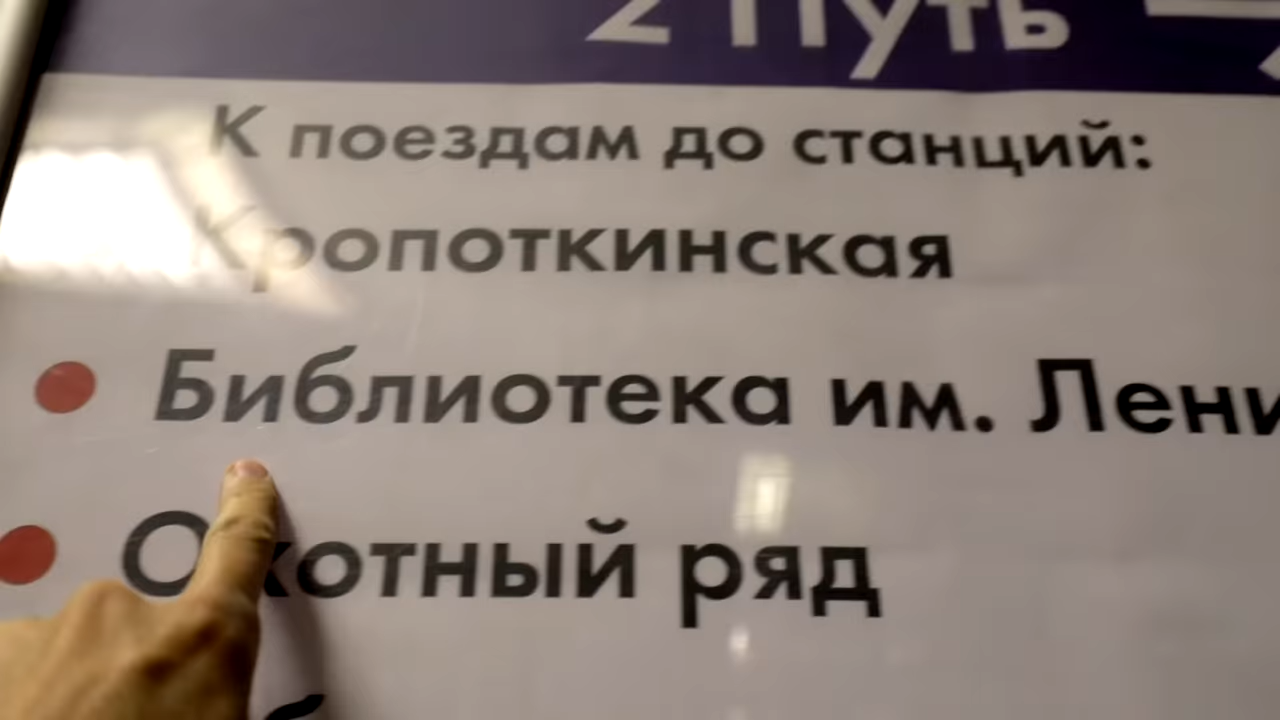 2 путь
К поездам до станций:
Кропоткинская
Библиотека им. Лени
Охотный ряд